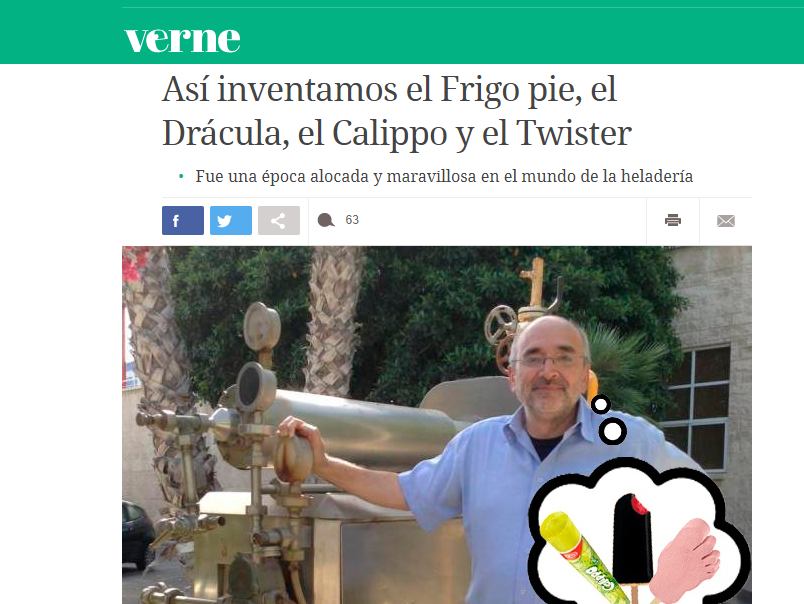 verne
Así inventamos el Frigo pie, el
Drácula, el Calippo y el Twister
Fue una época alocada y maravillosa en el mundo de la heladería
f
63
Calippo